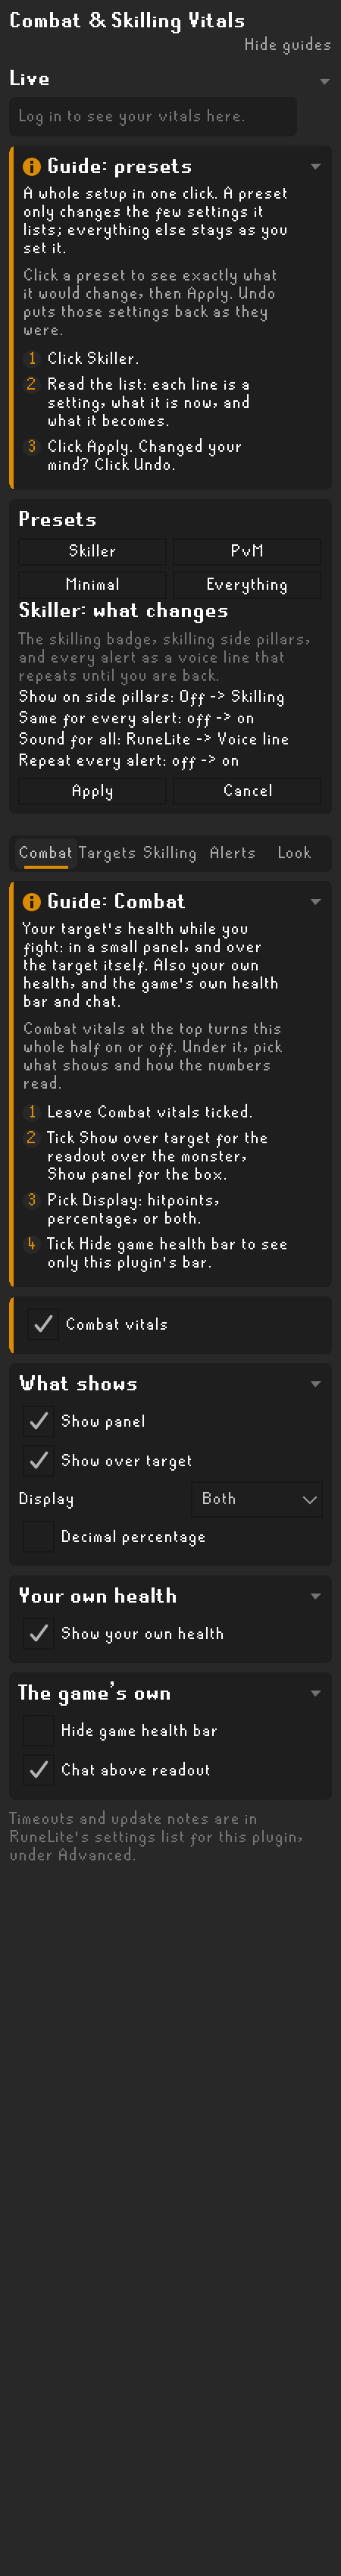 Combat & Skilling Vitals
Hide guides
Live
Log in to see your vitals here.
Guide: presets
A whole setup in one click. A preset
only changes the few settings it
lists; everything else stays as you
set it.
Click a preset to see exactly what
it would change, then Apply. Undo
puts those settings back as they
were.
1 Click Skiller.
2 Read the list: each line is a
setting, what it is now, and
what it becomes.
3 Click Apply. Changed your
mind? Click Undo.
Presets
Skiller PvM
Minimal Everything
Skiller: what changes
The skilling badge, skilling side pillars,
and every alert as a voice line that
repeats until you are back.
Show on side pillars: Off -> Skilling
Same for every alert: off -> on
Sound for all: RuneLite -> Voice line
Repeat every alert: off -> on
Apply Cancel
Combat Targets Skilling Alerts Look
Guide: Combat
Your target's health while you
fight: in a small panel, and over
the target itself. Also your own
health, and the game's own health
bar and chat.
Combat vitals at the top turns this
whole half on or off. Under it, pick
what shows and how the numbers
read.
1 Leave Combat vitals ticked.
2 Tick Show over target for the
readout over the monster,
Show panel for the box.
3 Pick Display: hitpoints,
percentage, or both.
4 Tick Hide game health bar to see
only this plugin's bar.
Combat vitals
What shows
Show panel
Show over target
Display Both
Decimal percentage
Your own health
Show your own health
The game's own
Hide game health bar
Chat above readout
Timeouts and update notes are in
RuneLite's settings list for this plugin,
under Advanced.